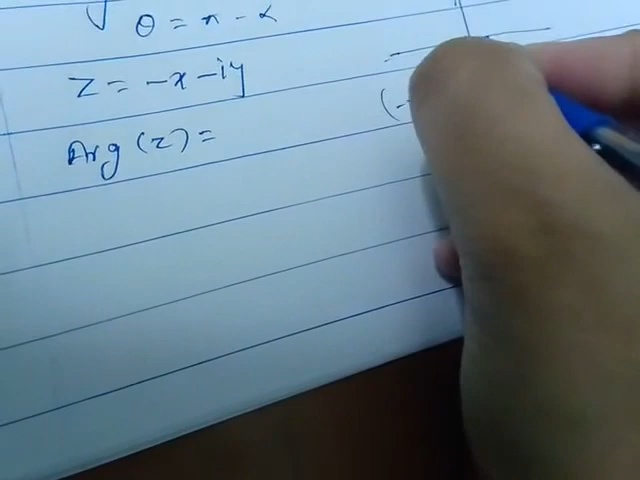 √ θ = π - α
z = -x - iy
Arg (z) =
(-